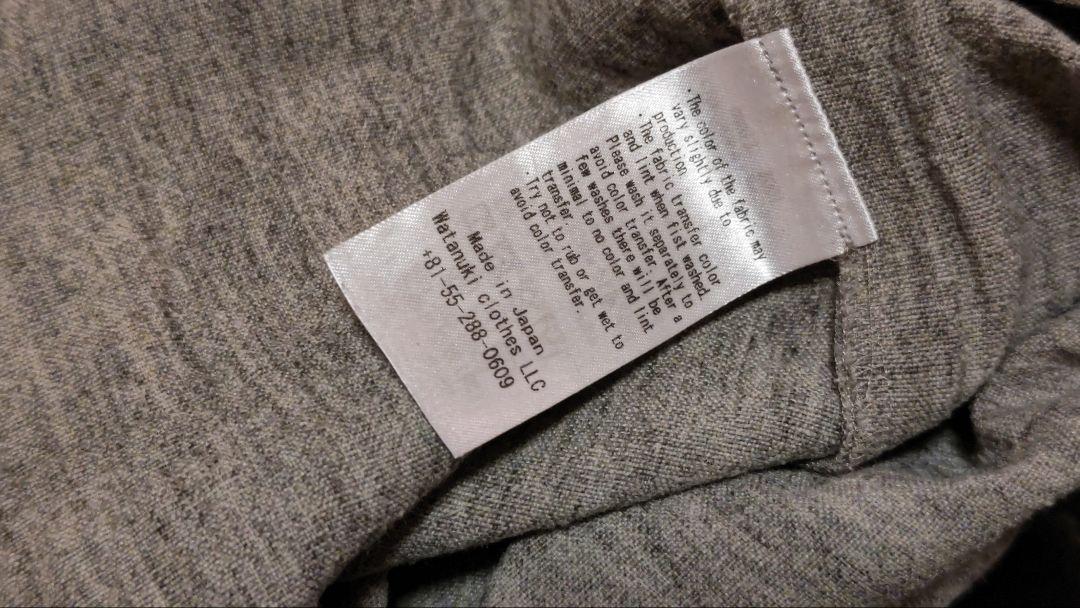 ・The color of the fabric may
vary slightly due to
production.
・The fabric transfer color
and lint when fist washed.
Please wash it separately to
avoid color transfer. After a
few washes there will be
minimal to no color and lint
transfer.
・Try not to rub or get wet to
avoid color transfer.
Made in Japan
Watanuki clothes LLC
+81-55-288-0609